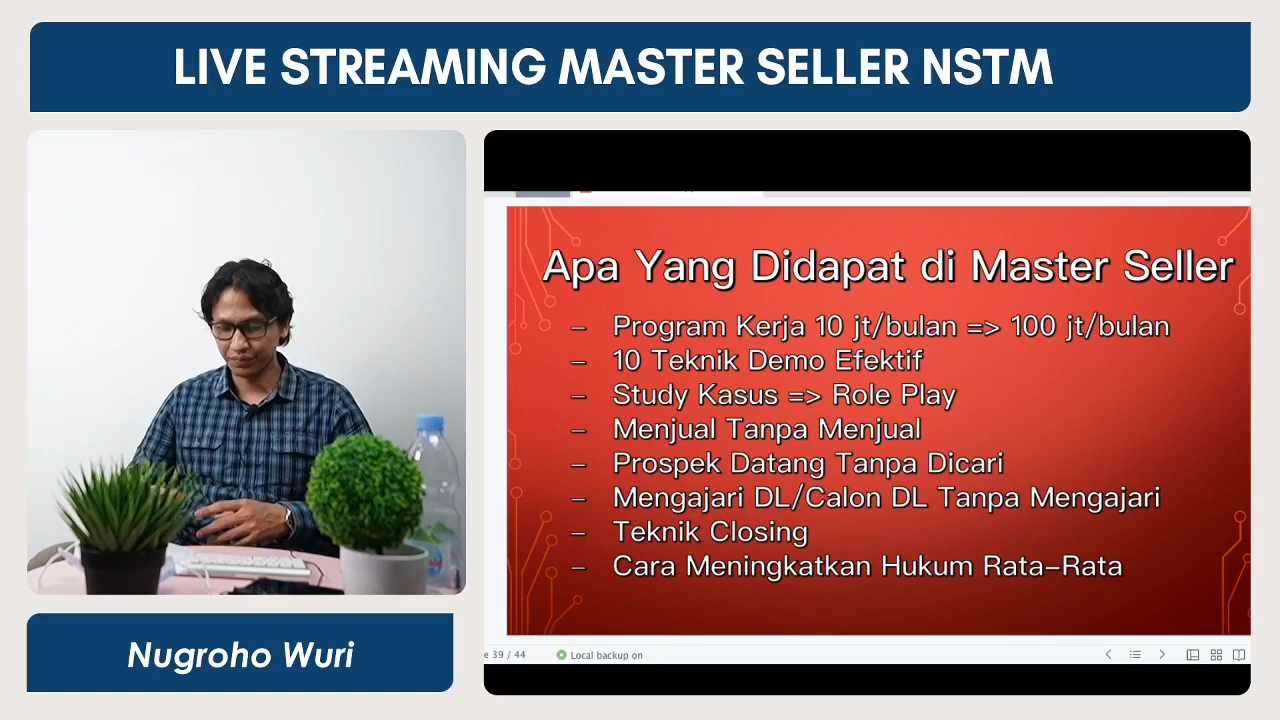 LIVE STREAMING MASTER SELLER NSTM
Apa Yang Didapat di Master Seller
– Program Kerja 10 jt/bulan => 100 jt/bulan
– 10 Teknik Demo Efektif
– Study Kasus => Role Play
– Menjual Tanpa Menjual
– Prospek Datang Tanpa Dicari
– Mengajari DL/Calon DL Tanpa Mengajari
– Teknik Closing
– Cara Meningkatkan Hukum Rata-Rata
e 39 / 44 Local backup on
Nugroho Wuri